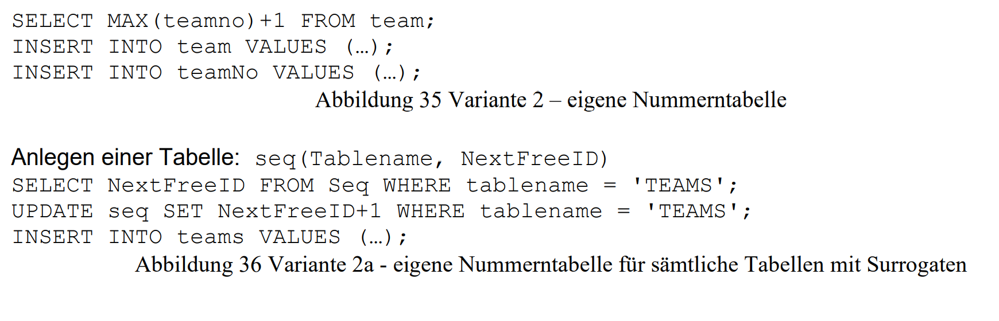 SELECT MAX(teamno)+1 FROM team;
INSERT INTO team VALUES (…);
INSERT INTO teamNo VALUES (…);
Abbildung 35 Variante 2 – eigene Nummerntabelle
Anlegen einer Tabelle: seq(Tablename, NextFreeID)
SELECT NextFreeID FROM Seq WHERE tablename = 'TEAMS';
UPDATE seq SET NextFreeID+1 WHERE tablename = 'TEAMS';
INSERT INTO teams VALUES (…);
Abbildung 36 Variante 2a - eigene Nummerntabelle für sämtliche Tabellen mit Surrogaten